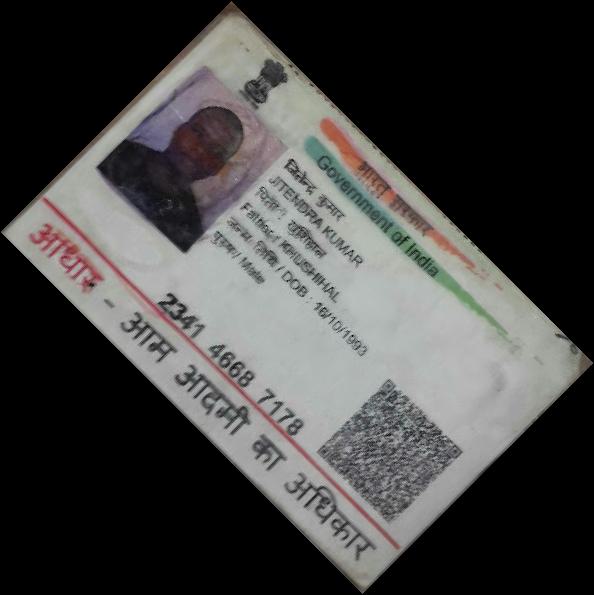 भारत सरकार
Government of India
जितेन्द्र कुमार
JITENDRA KUMAR
पिता : खुशिहाल
Father: KHUSHIHAL
जन्म तिथि / DOB : 16/10/1993
पुरुष / Male
2341 4668 7178
आधार - आम आदमी का अधिकार